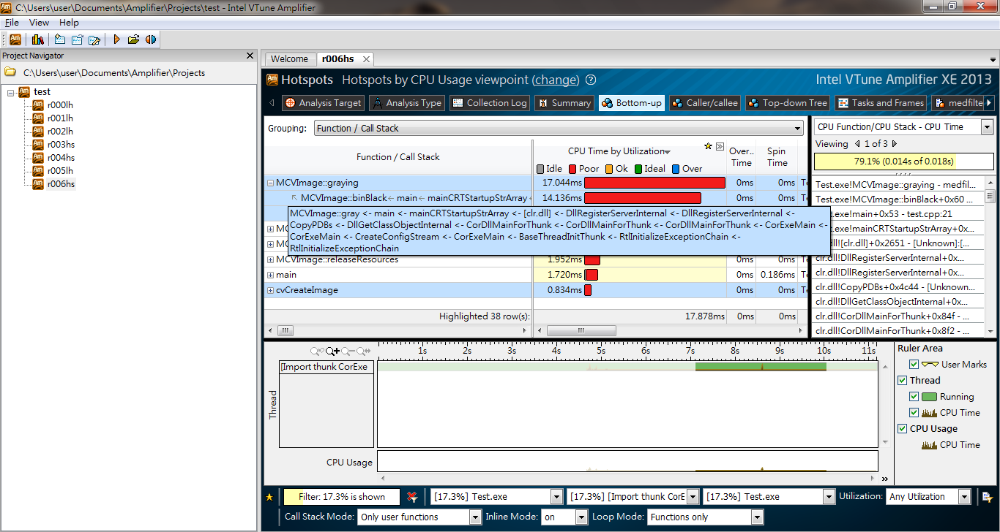 C:\Users\user\Documents\Amplifier\Projects\test - Intel VTune Amplifier
File View Help
Project Navigator
C:\Users\user\Documents\Amplifier\Projects
test
r000lh
r001lh
r002lh
r003hs
r004hs
r005lh
r006hs
Welcome r006hs
Hotspots Hotspots by CPU Usage viewpoint (change) Intel VTune Amplifier XE 2013
Analysis Target Analysis Type Collection Log Summary Bottom-up Caller/callee Top-down Tree Tasks and Frames medfilte
Grouping: Function / Call Stack
Function / Call Stack
CPU Time by Utilization
Idle Poor Ok Ideal Over
Over.. Time
Spin Time
MCVImage::graying 17.044ms 0ms 0ms Te
MCVImage::binBlack← main← mainCRTStartupStrArray← 14.136ms 0ms 0ms Te
MCVImage::gray <- main <- mainCRTStartupStrArray <- [clr.dll] <- DllRegisterServerInternal <- DllRegisterServerInternal <-
CopyPDBs <- DllGetClassObjectInternal <- CorDllMainForThunk <- CorDllMainForThunk <- CorDllMainForThunk <- CorExeMain <-
CorExeMain <- CreateConfigStream <- CorExeMain <- BaseThreadInitThunk <- RtlInitializeExceptionChain <-
RtlInitializeExceptionChain
MC
MC
MCVImage::releaseResources 1.952ms 0ms 0ms Te
main 1.720ms 0ms 0.186ms Te
cvCreateImage 0.834ms 0ms 0ms Te
Highlighted 38 row(s): 17.878ms 0ms 0ms
CPU Function/CPU Stack - CPU Time
Viewing 1 of 3
79.1% (0.014s of 0.018s)
Test.exe!MCVImage::graying - medfil...
Test.exe!MCVImage::binBlack+0x60 ...
.exe!main+0x53 - test.cpp:21
.exe!mainCRTStartupStrArray+0...
dll![clr.dll]+0x2651 - [Unknown]:[...
clr.dll!DllRegisterServerInternal+0x...
clr.dll!DllRegisterServerInternal+0x...
clr.dll!CopyPDBs+0x4c44 - [Unknown...
clr.dll!DllGetClassObjectInternal+0x...
clr.dll!CorDllMainForThunk+0x84f - ...
clr.dll!CorDllMainForThunk+0x8f2 - ...
1s 2s 3s 4s 5s 6s 7s 8s 9s 10s 11s
[Import thunk CorExe
Thread
CPU Usage
Ruler Area
User Marks
Thread
Running
CPU Time
CPU Usage
CPU Time
Filter: 17.3% is shown [17.3%] Test.exe [17.3%] [Import thunk CorE [17.3%] Test.exe Utilization: Any Utilization
Call Stack Mode: Only user functions Inline Mode: on Loop Mode: Functions only